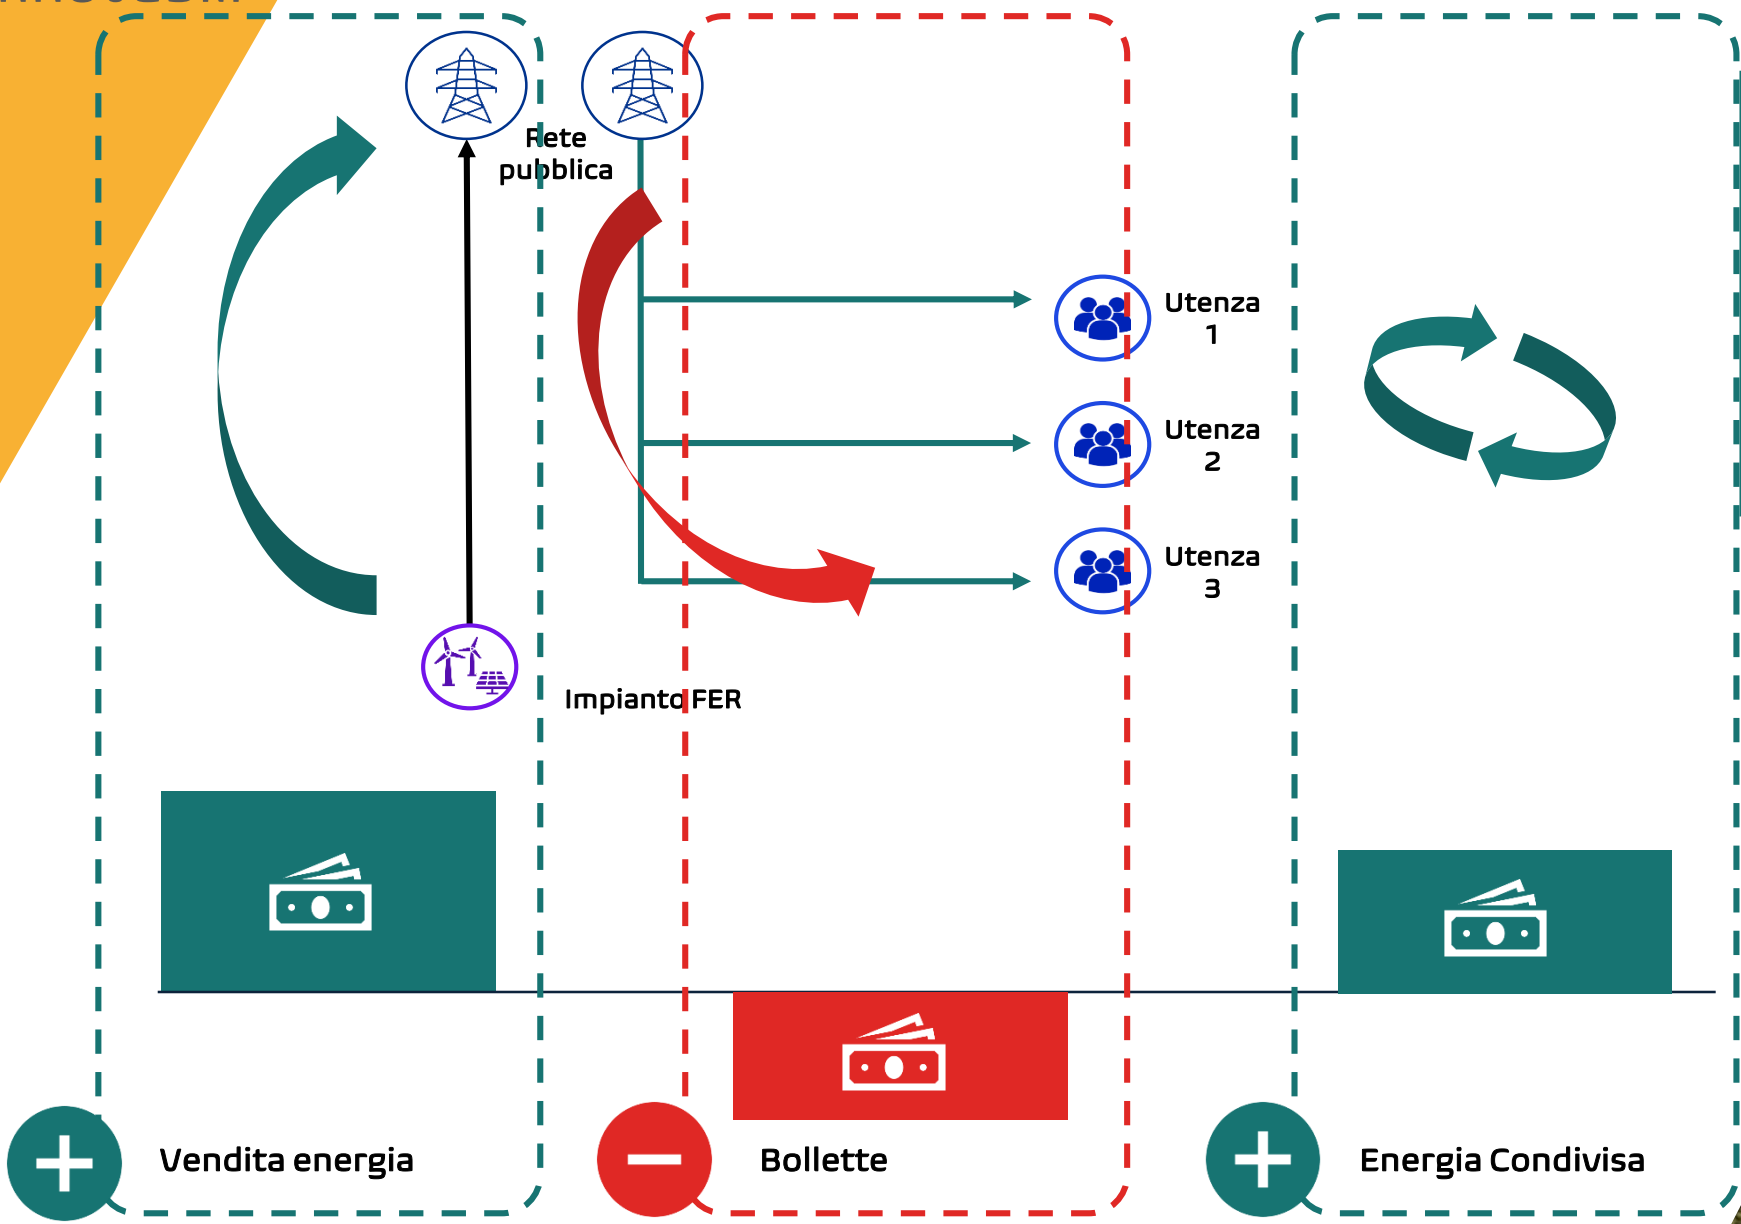 Rete
pubblica
Utenza
1
Utenza
2
Utenza
3
Impianto FER
Vendita energia
Bollette
Energia Condivisa